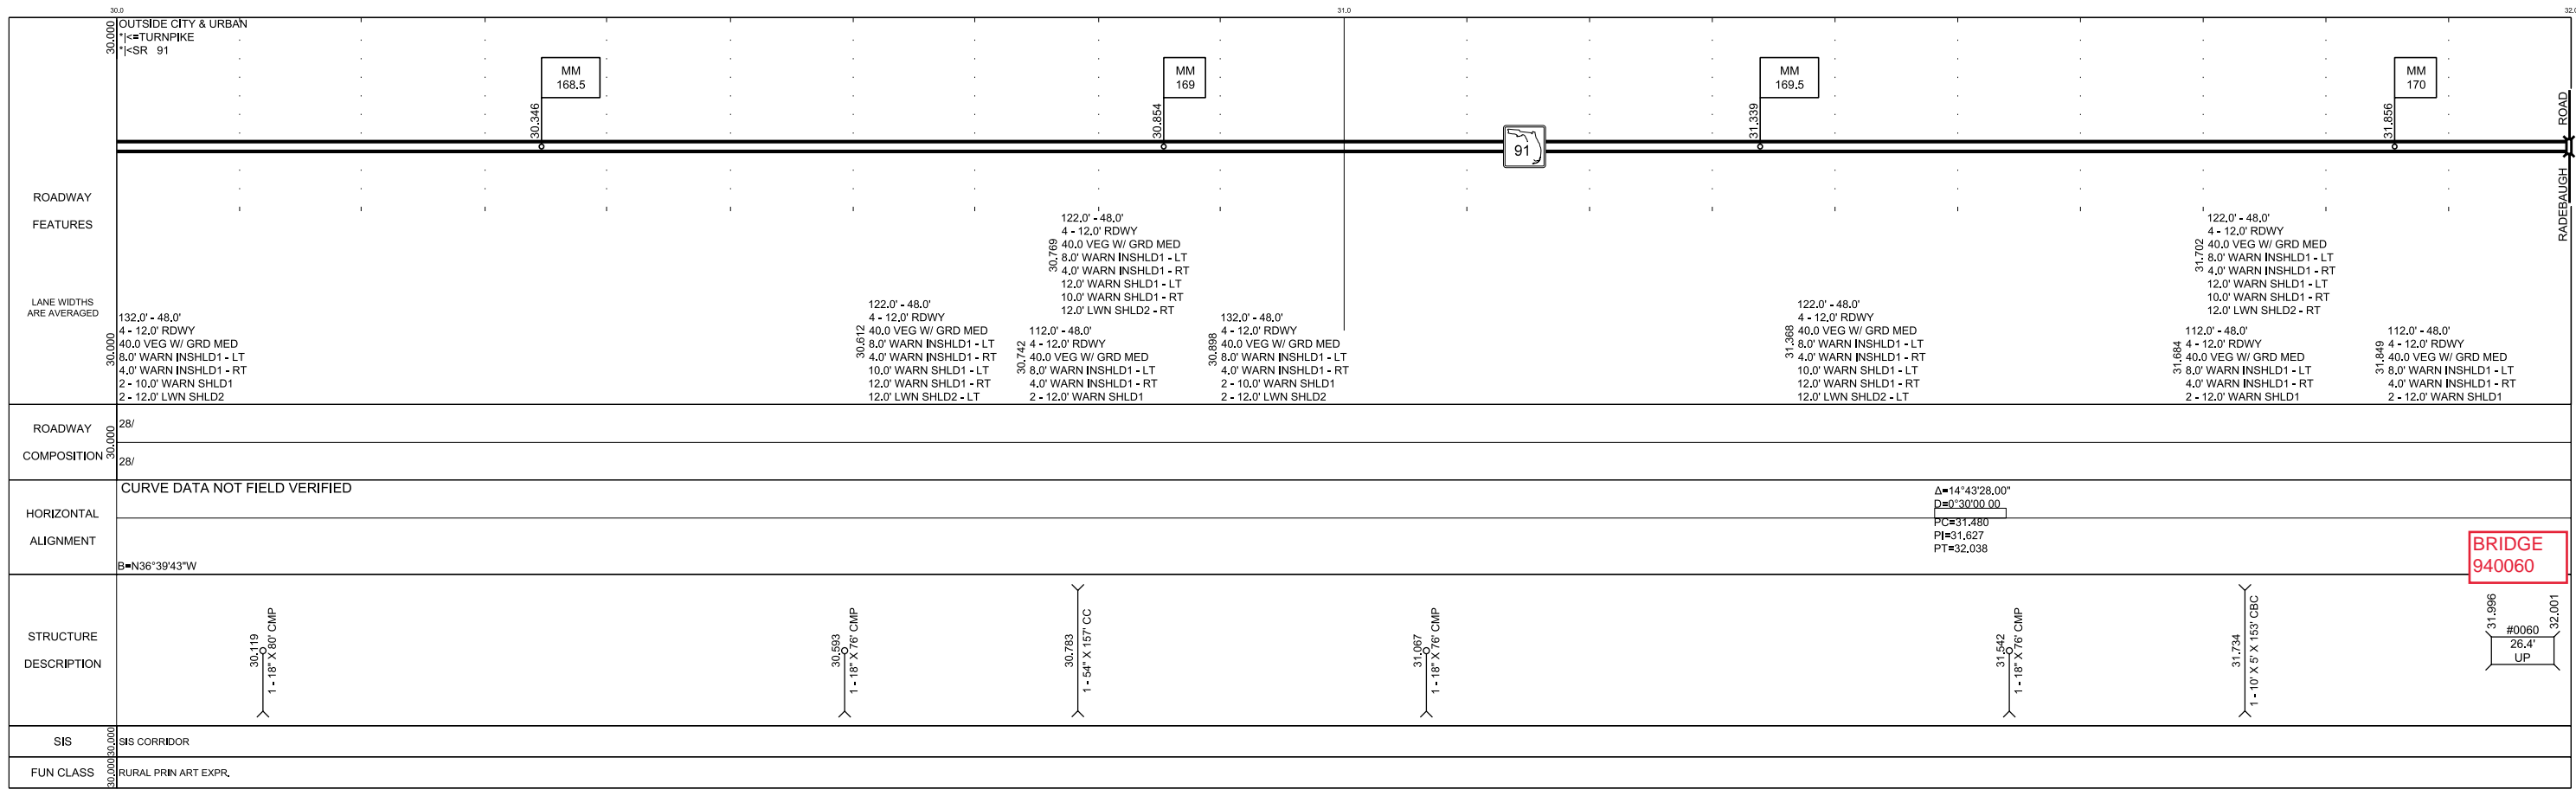 30.0
31.0
32.0
30.000
OUTSIDE CITY & URBAN
*|<=TURNPIKE
*|<SR 91
MM
168.5
30.346
MM
169
30.854
91
MM
169.5
31.339
MM
170
31.856
RADEBAUGH ROAD
ROADWAY
FEATURES
LANE WIDTHS
ARE AVERAGED
30.000
132.0' - 48.0'
4 - 12.0' RDWY
40.0 VEG W/ GRD MED
8.0' WARN INSHLD1 - LT
4.0' WARN INSHLD1 - RT
2 - 10.0' WARN SHLD1
2 - 12.0' LWN SHLD2
30.612
122.0' - 48.0'
4 - 12.0' RDWY
40.0 VEG W/ GRD MED
8.0' WARN INSHLD1 - LT
4.0' WARN INSHLD1 - RT
10.0' WARN SHLD1 - LT
12.0' WARN SHLD1 - RT
12.0' LWN SHLD2 - LT
30.742
112.0' - 48.0'
4 - 12.0' RDWY
40.0 VEG W/ GRD MED
8.0' WARN INSHLD1 - LT
4.0' WARN INSHLD1 - RT
2 - 12.0' WARN SHLD1
30.769
122.0' - 48.0'
4 - 12.0' RDWY
40.0 VEG W/ GRD MED
8.0' WARN INSHLD1 - LT
4.0' WARN INSHLD1 - RT
12.0' WARN SHLD1 - LT
10.0' WARN SHLD1 - RT
12.0' LWN SHLD2 - RT
30.898
132.0' - 48.0'
4 - 12.0' RDWY
40.0 VEG W/ GRD MED
8.0' WARN INSHLD1 - LT
4.0' WARN INSHLD1 - RT
2 - 10.0' WARN SHLD1
2 - 12.0' LWN SHLD2
31.368
122.0' - 48.0'
4 - 12.0' RDWY
40.0 VEG W/ GRD MED
8.0' WARN INSHLD1 - LT
4.0' WARN INSHLD1 - RT
10.0' WARN SHLD1 - LT
12.0' WARN SHLD1 - RT
12.0' LWN SHLD2 - LT
31.684
112.0' - 48.0'
4 - 12.0' RDWY
40.0 VEG W/ GRD MED
8.0' WARN INSHLD1 - LT
4.0' WARN INSHLD1 - RT
2 - 12.0' WARN SHLD1
31.702
122.0' - 48.0'
4 - 12.0' RDWY
40.0 VEG W/ GRD MED
8.0' WARN INSHLD1 - LT
4.0' WARN INSHLD1 - RT
12.0' WARN SHLD1 - LT
10.0' WARN SHLD1 - RT
12.0' LWN SHLD2 - RT
31.849
112.0' - 48.0'
4 - 12.0' RDWY
40.0 VEG W/ GRD MED
8.0' WARN INSHLD1 - LT
4.0' WARN INSHLD1 - RT
2 - 12.0' WARN SHLD1
ROADWAY
COMPOSITION
30.000
28/
28/
HORIZONTAL
ALIGNMENT
CURVE DATA NOT FIELD VERIFIED
B=N36°39'43"W
Δ=14°43'28.00"
D=0°30'00 00
PC=31.480
PI=31.627
PT=32.038
BRIDGE
940060
STRUCTURE
DESCRIPTION
30.119
1 - 18" X 80' CMP
30.593
1 - 18" X 76' CMP
30.783
1 - 54" X 157' CC
31.067
1 - 18" X 76' CMP
31.542
1 - 18" X 76' CMP
31.734
1 - 10' X 5' X 153' CBC
31.996
32.001
#0060
26.4'
UP
SIS
30.000
SIS CORRIDOR
FUN CLASS
30.000
RURAL PRIN ART EXPR.